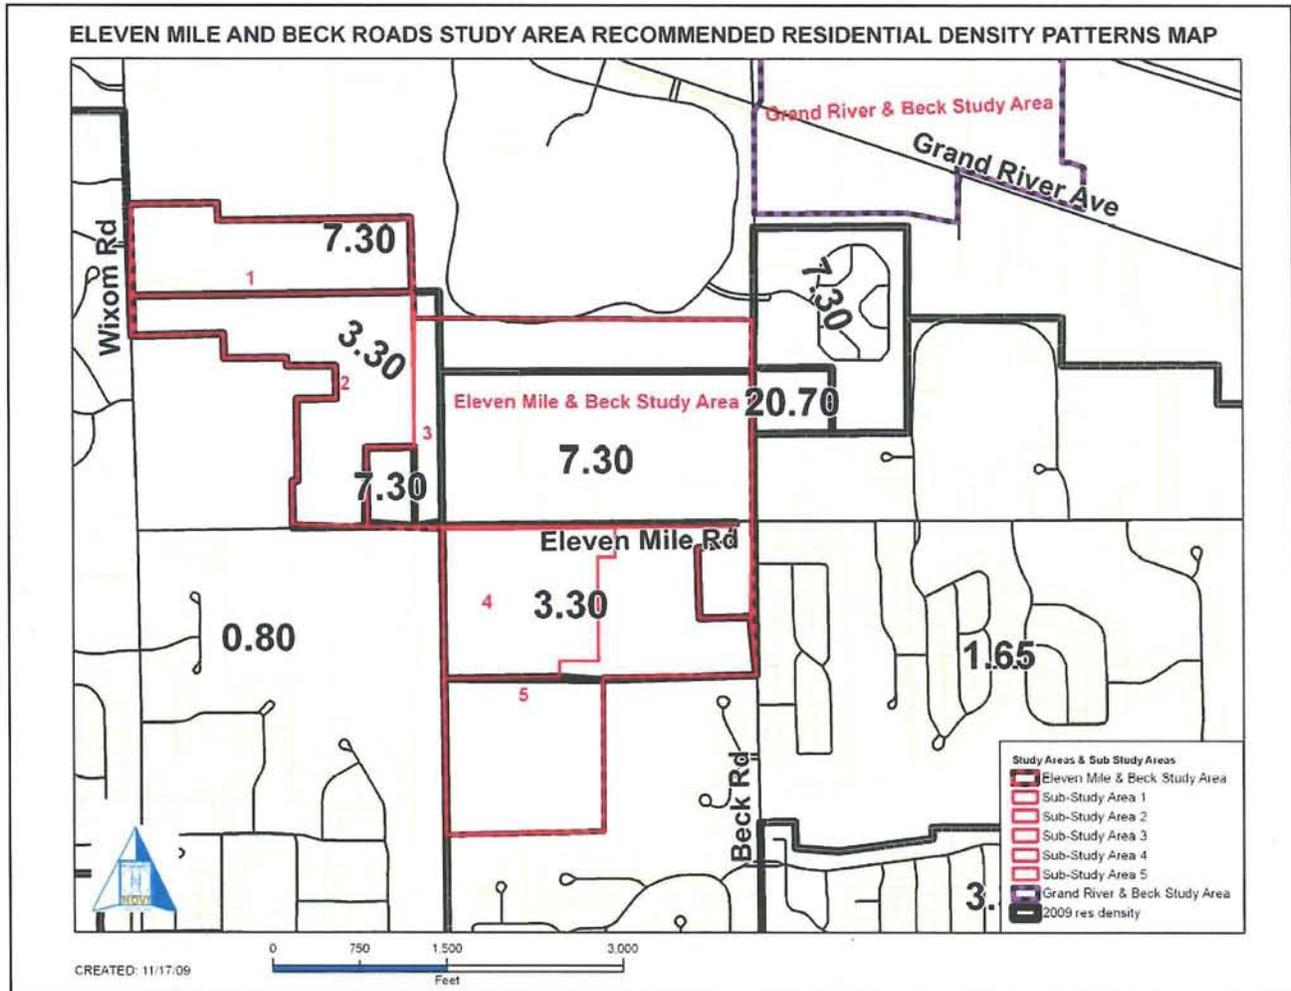 ELEVEN MILE AND BECK ROADS STUDY AREA RECOMMENDED RESIDENTIAL DENSITY PATTERNS MAP
Grand River & Beck Study Area
Grand River Ave
Wixom Rd
7.30
1
7.30
3.30
2
Eleven Mile & Beck Study Area
20.70
3
7.30
7.30
Eleven Mile Rd
4
3.30
0.80
1.65
5
Beck Rd
Study Areas & Sub Study Areas
Eleven Mile & Beck Study Area
Sub-Study Area 1
Sub-Study Area 2
Sub-Study Area 3
Sub-Study Area 4
Sub-Study Area 5
Grand River & Beck Study Area
2009 res density
3.
NOVI
0 750 1,500 3,000
Feet
CREATED: 11/17/09